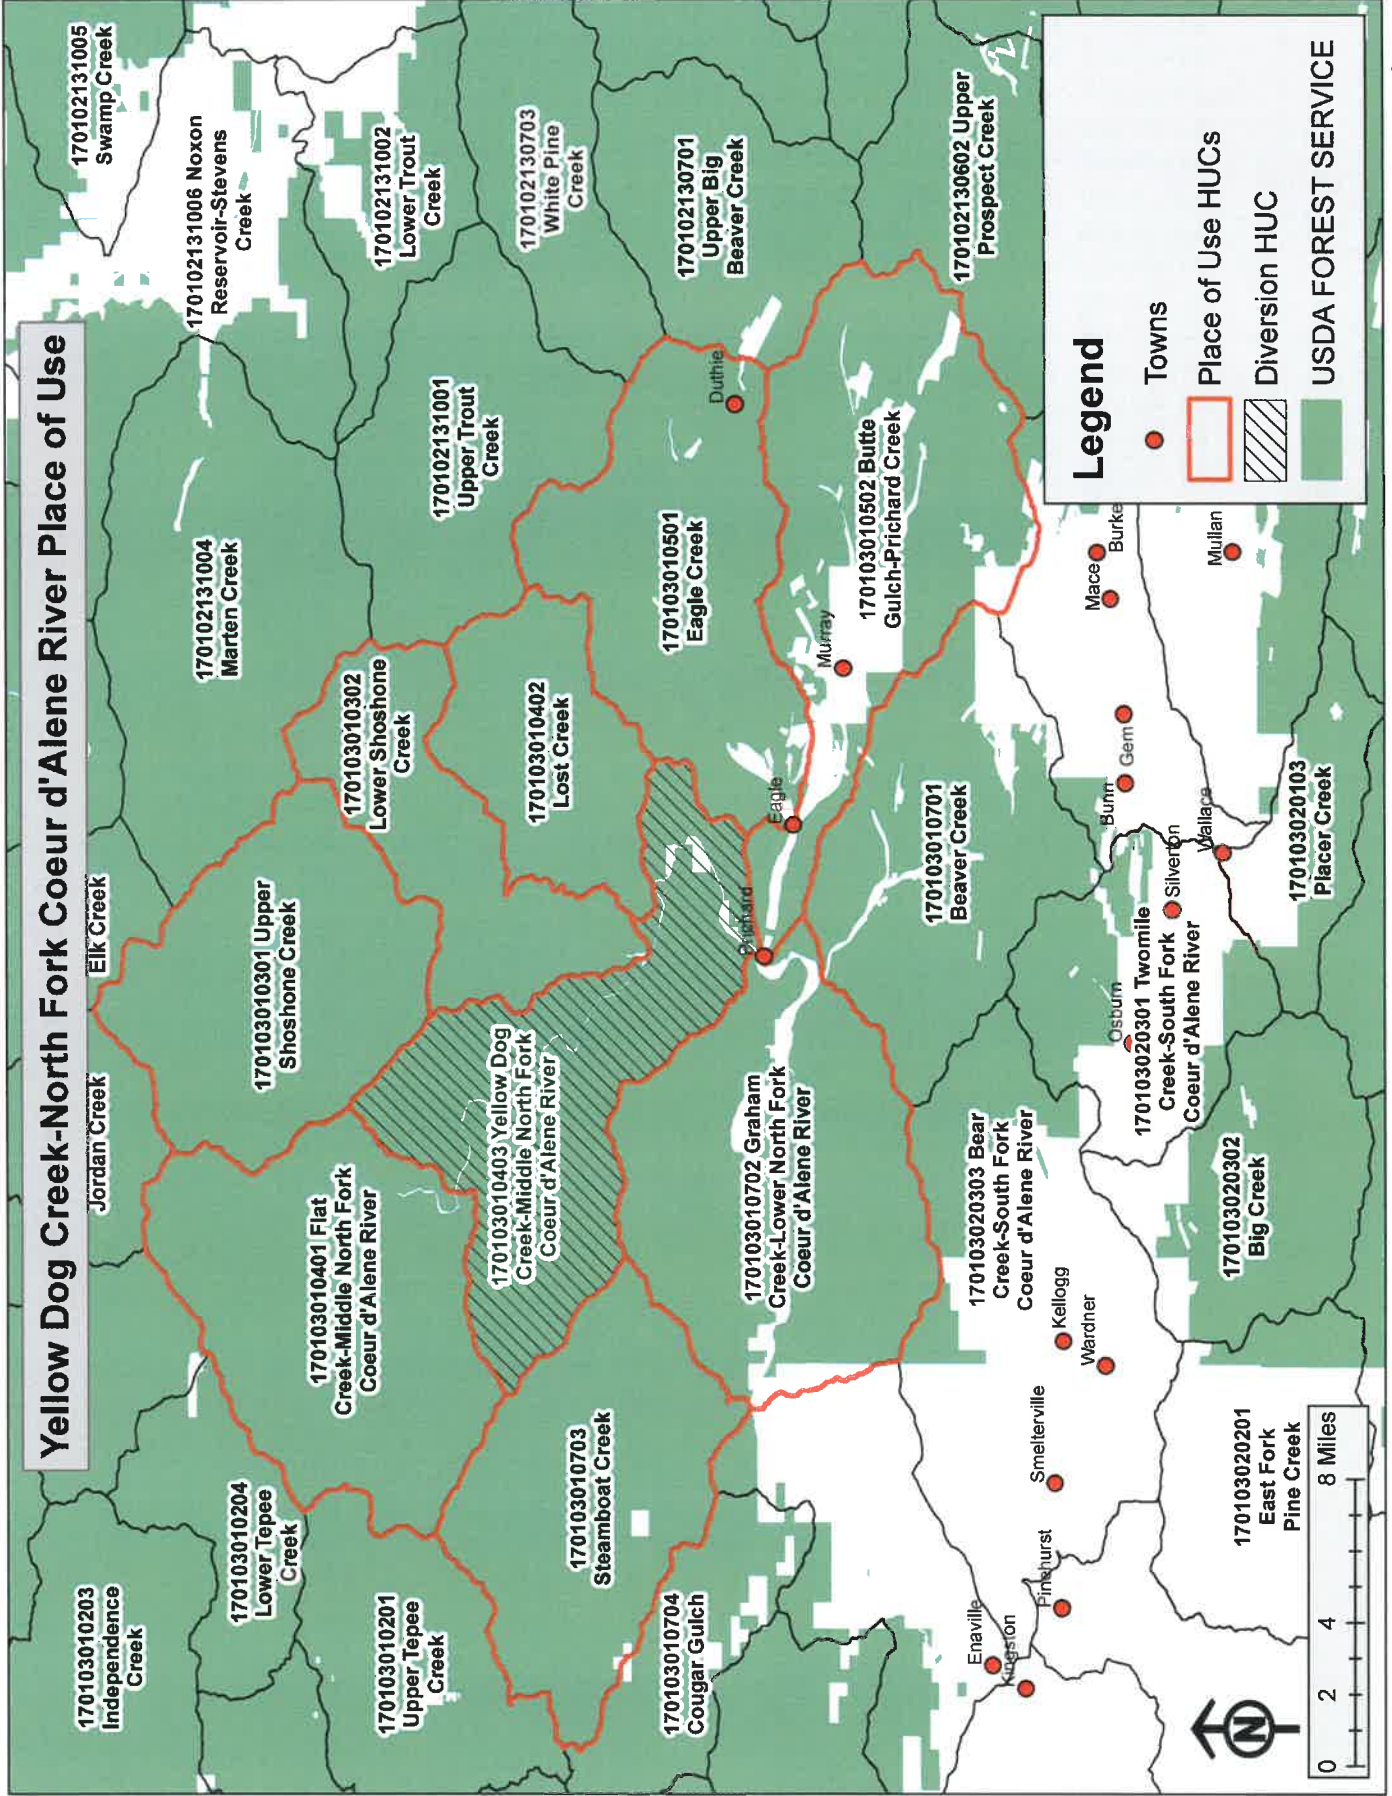 Yellow Dog Creek-North Fork Coeur d'Alene River Place of Use
170103010203
Independence
Creek
170103010204
Lower Tepee
Creek
170103010201
Upper Tepee
Creek
Jordan Creek
Elk Creek
170102131005
Swamp Creek
170102131006 Noxon
Reservoir-Stevens
Creek
170102131004
Marten Creek
170102131002
Lower Trout
Creek
170102131001
Upper Trout
Creek
170102130703
White Pine
Creek
170102130701
Upper Big
Beaver Creek
170102130602 Upper
Prospect Creek
170103010301 Upper
Shoshone Creek
170103010302
Lower Shoshone
Creek
170103010401 Flat
Creek-Middle North Fork
Coeur d'Alene River
170103010402
Lost Creek
170103010403 Yellow Dog
Creek-Middle North Fork
Coeur d'Alene River
170103010501
Eagle Creek
Duthie
170103010502 Butte
Gulch-Prichard Creek
Murray
Eagle
Prichard
170103010703
Steamboat Creek
170103010704
Cougar Gulch
170103010702 Graham
Creek-Lower North Fork
Coeur d'Alene River
170103010701
Beaver Creek
170103020303 Bear
Creek-South Fork
Coeur d'Alene River
170103020301 Twomile
Creek-South Fork
Coeur d'Alene River
170103020302
Big Creek
170103020103
Placer Creek
170103020201
East Fork
Pine Creek
Enaville
Kingston
Pinehurst
Smelterville
Kellogg
Wardner
Osburn
Silverton
Wallace
Bunn
Gem
Mace
Burke
Mullan
Legend
Towns
Place of Use HUCs
Diversion HUC
USDA FOREST SERVICE
N
0 2 4 8 Miles